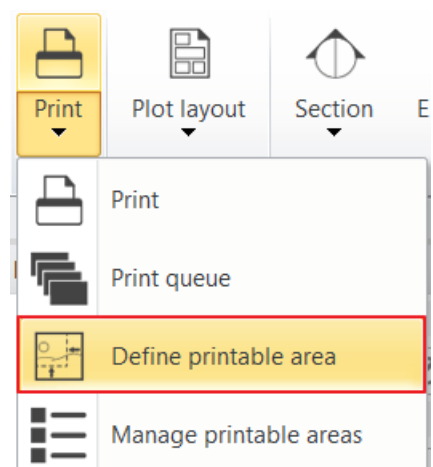 Print
Plot layout
Section
E
Print
Print queue
Define printable area
Manage printable areas